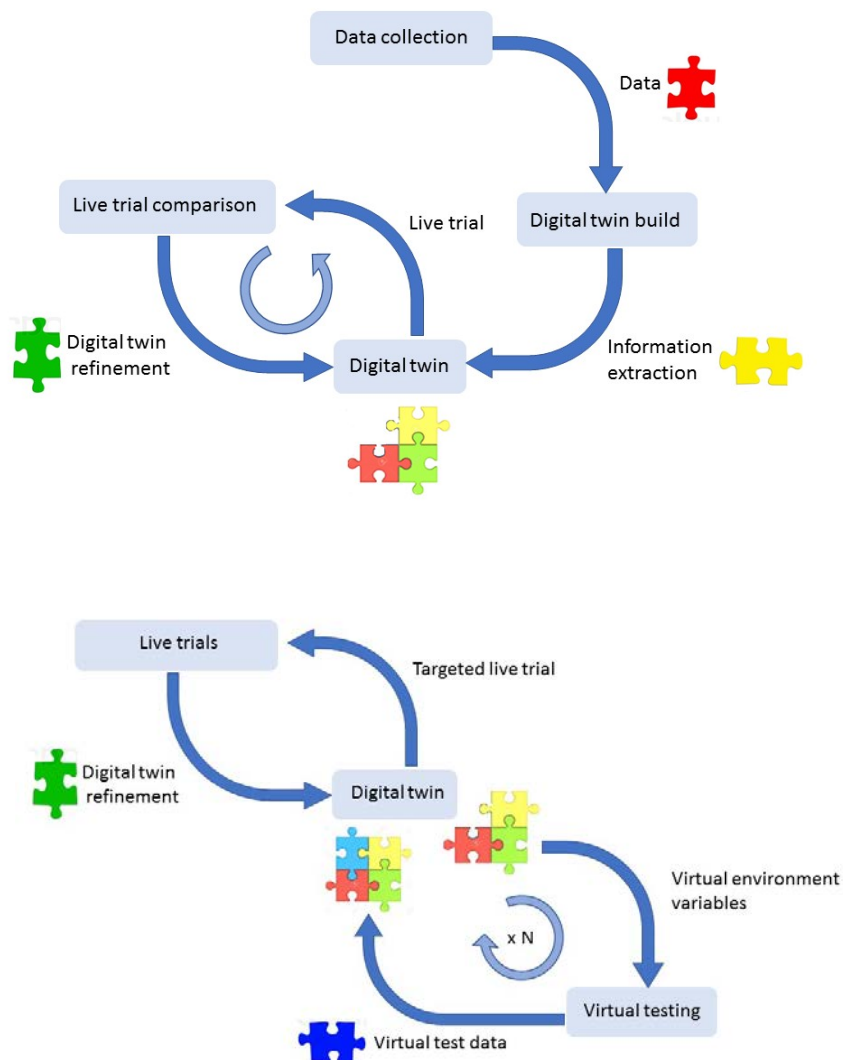 Data collection
Data
Live trial comparison
Live trial
Digital twin build
Digital twin
refinement
Digital twin
Information
extraction
Live trials
Targeted live trial
Digital twin
refinement
Digital twin
Virtual environment
variables
x N
Virtual testing
Virtual test data